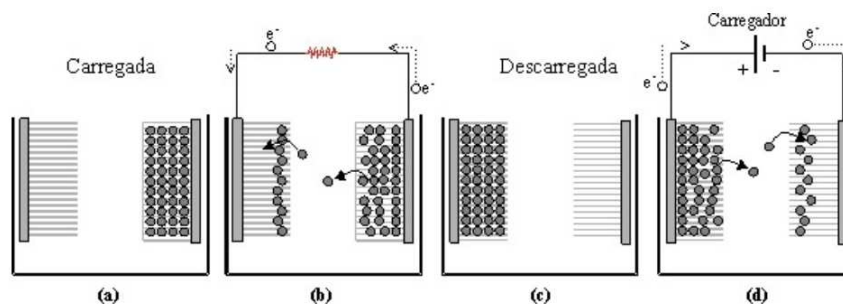 Carregada
e-
e-
Descarregada
Carregador
e-
e-
+ -
(a) (b) (c) (d)